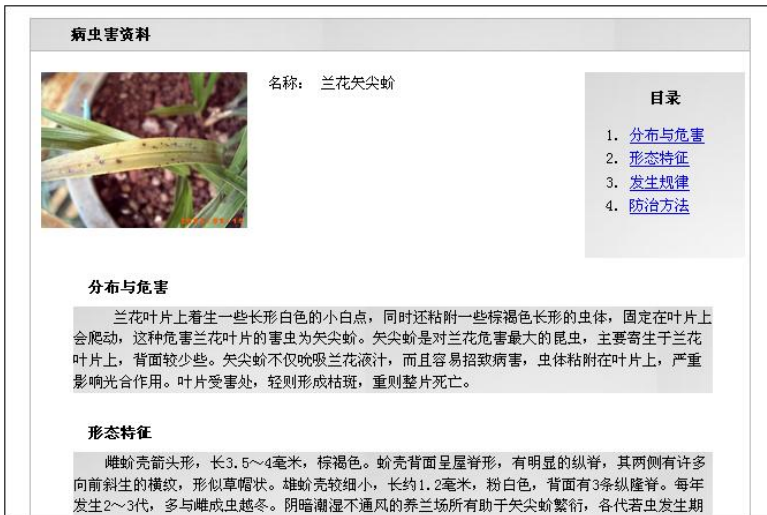 病虫害资料
名称： 兰花矢尖蚧
目录
1. 分布与危害
2. 形态特征
3. 发生规律
4. 防治方法
分布与危害
兰花叶片上着生一些长形白色的小白点，同时还粘附一些棕褐色长形的虫体，固定在叶片上
会爬动，这种危害兰花叶片的害虫为矢尖蚧。矢尖蚧是对兰花危害最大的昆虫，主要寄生于兰花
叶片上，背面较少些。矢尖蚧不仅吮吸兰花液汁，而且容易招致病害，虫体粘附在叶片上，严重
影响光合作用。叶片受害处，轻则形成枯斑，重则整片死亡。
形态特征
雌蚧壳箭头形，长3.5～4毫米，棕褐色。蚧壳背面呈屋脊形，有明显的纵脊，其两侧有许多
向前斜生的横纹，形似草帽状。雄蚧壳较细小，长约1.2毫米，粉白色，背面有3条纵隆脊。每年
发生2～3代，多与雌成虫越冬。阴暗潮湿不通风的养兰场所有助于矢尖蚧繁衍，各代若虫发生期